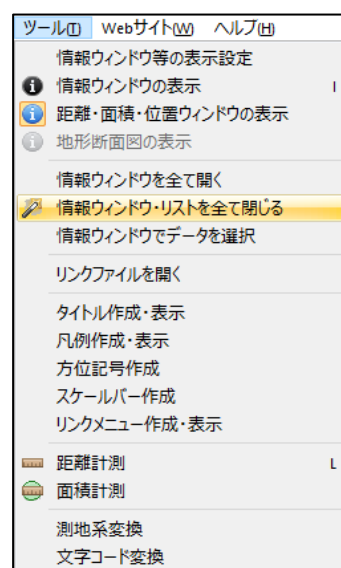 ツール(T) Webサイト(W) ヘルプ(H)
情報ウィンドウ等の表示設定
情報ウィンドウの表示 I
距離・面積・位置ウィンドウの表示
地形断面図の表示
情報ウィンドウを全て開く
情報ウィンドウ・リストを全て閉じる
情報ウィンドウでデータを選択
リンクファイルを開く
タイトル作成・表示
凡例作成・表示
方位記号作成
スケールバー作成
リンクメニュー作成・表示
距離計測 L
面積計測
測地系変換
文字コード変換